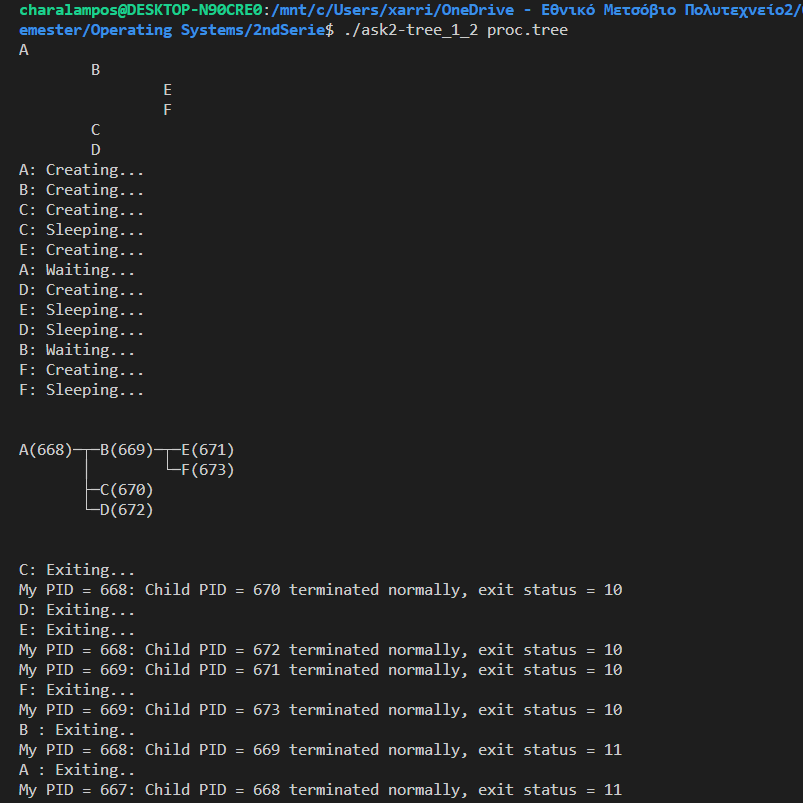 charalampos@DESKTOP-N90CRE0:/mnt/c/Users/xarri/OneDrive - Εθνικό Μετσόβιο Πολυτεχνείο2/
emester/Operating Systems/2ndSerie$ ./ask2-tree_1_2 proc.tree
A
        B
                E
                F
        C
        D
A: Creating...
B: Creating...
C: Creating...
C: Sleeping...
E: Creating...
A: Waiting...
D: Creating...
E: Sleeping...
D: Sleeping...
B: Waiting...
F: Creating...
F: Sleeping...
A(668)─┬─B(669)─┬─E(671)
       │        └─F(673)
       ├─C(670)
       └─D(672)
C: Exiting...
My PID = 668: Child PID = 670 terminated normally, exit status = 10
D: Exiting...
E: Exiting...
My PID = 668: Child PID = 672 terminated normally, exit status = 10
My PID = 669: Child PID = 671 terminated normally, exit status = 10
F: Exiting...
My PID = 669: Child PID = 673 terminated normally, exit status = 10
B : Exiting..
My PID = 668: Child PID = 669 terminated normally, exit status = 11
A : Exiting..
My PID = 667: Child PID = 668 terminated normally, exit status = 11